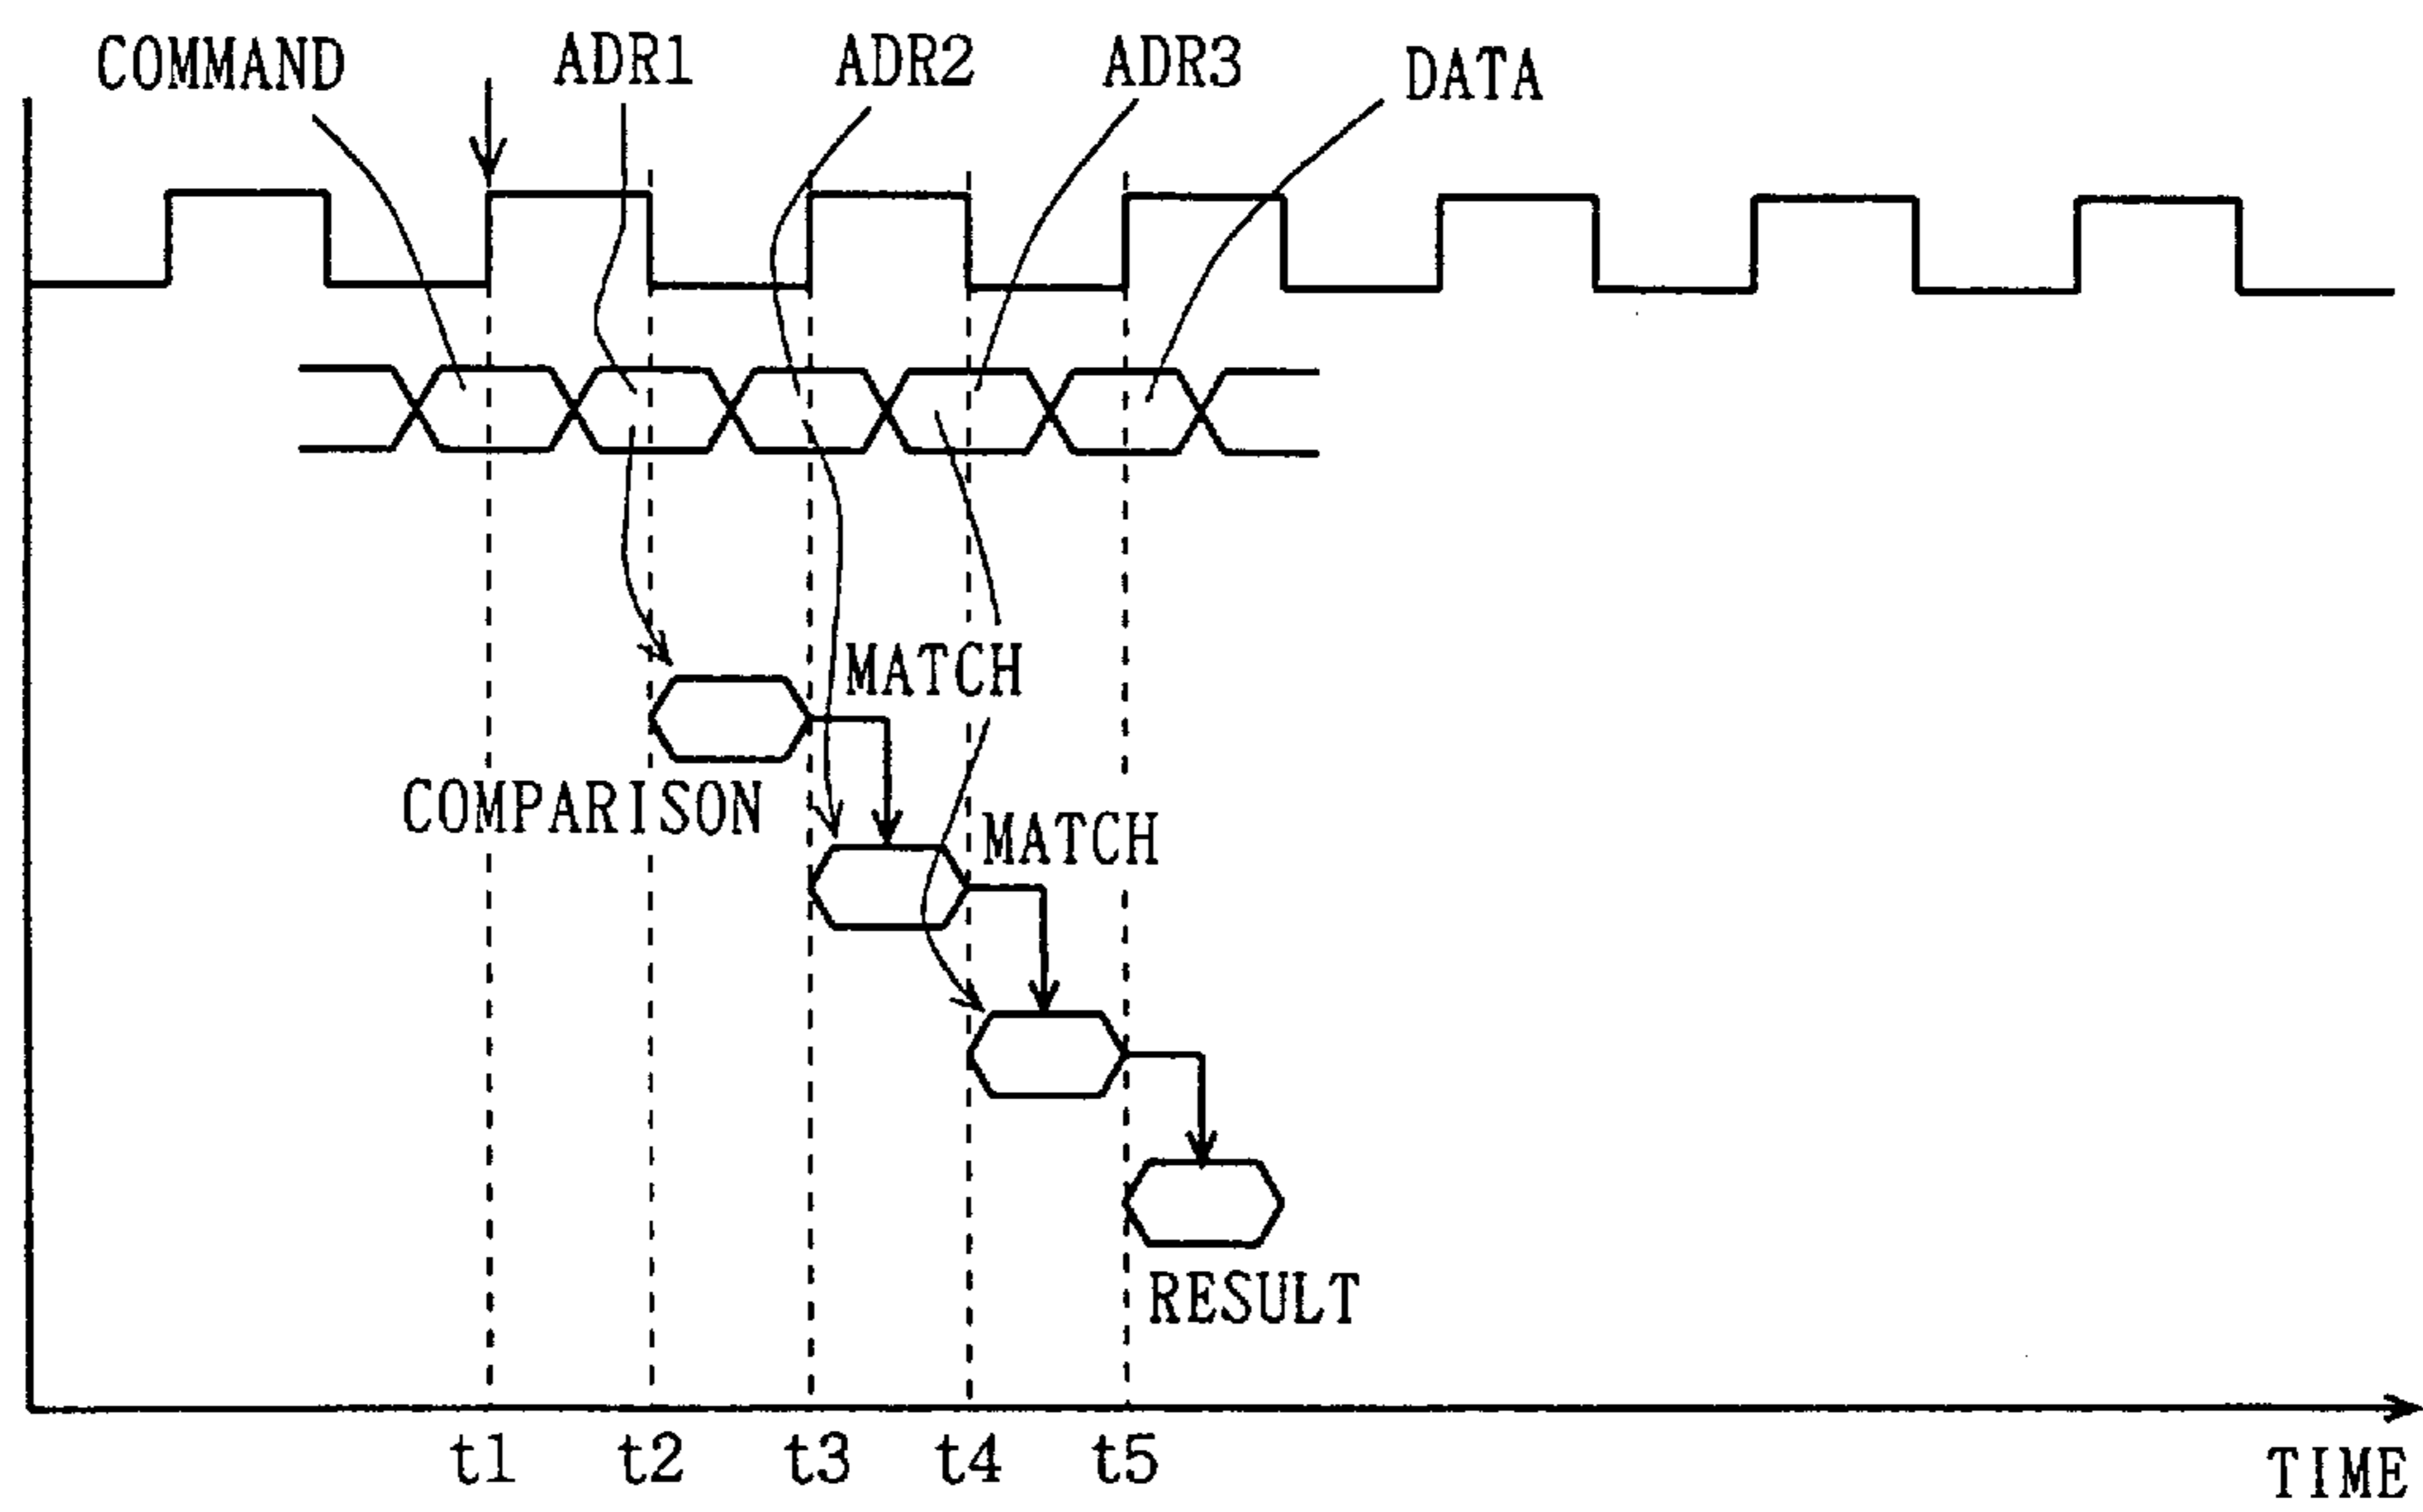 COMMAND
ADR1
ADR2
ADR3
DATA
MATCH
COMPARISON
MATCH
RESULT
t1
t2
t3
t4
t5
TIME